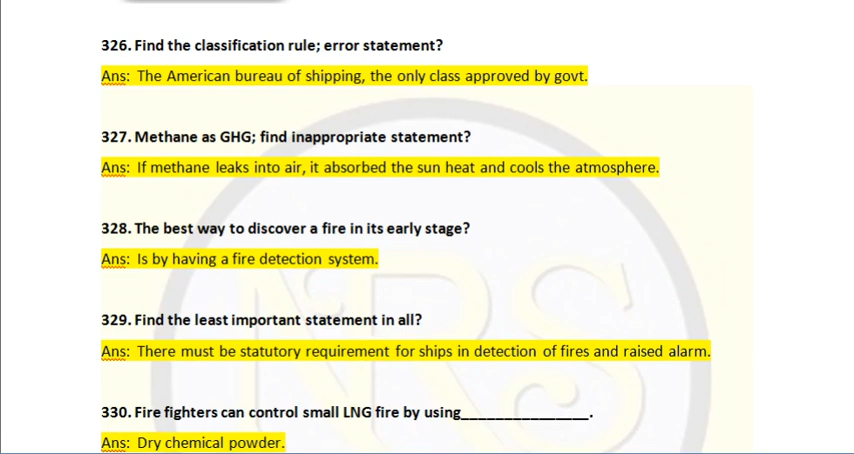 326. Find the classification rule; error statement?
Ans: The American bureau of shipping, the only class approved by govt.
327. Methane as GHG; find inappropriate statement?
Ans: If methane leaks into air, it absorbed the sun heat and cools the atmosphere.
328. The best way to discover a fire in its early stage?
Ans: Is by having a fire detection system.
329. Find the least important statement in all?
Ans: There must be statutory requirement for ships in detection of fires and raised alarm.
330. Fire fighters can control small LNG fire by using________________.
Ans: Dry chemical powder.
NRS